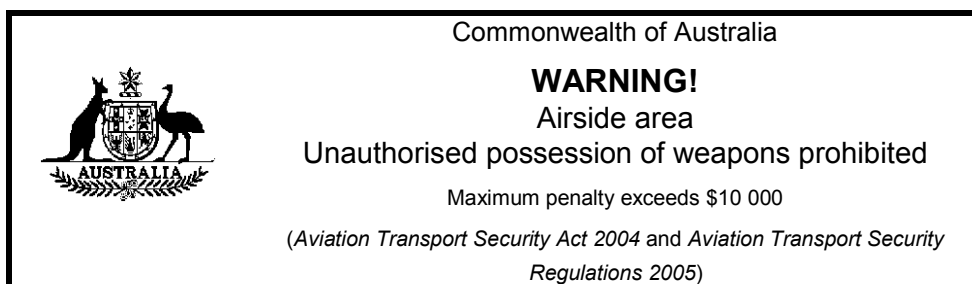 Commonwealth of Australia
WARNING!
Airside area
Unauthorised possession of weapons prohibited
AUSTRALIA
Maximum penalty exceeds $10 000
(Aviation Transport Security Act 2004 and Aviation Transport Security
Regulations 2005)